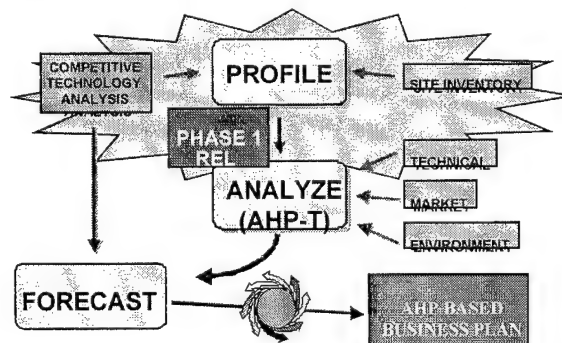 COMPETITIVE
TECHNOLOGY
ANALYSIS
ANALYSIS
PROFILE
SITE INVENTORY
PHASE 1
REL
TECHNICAL
ANALYZE
(AHP-T)
MARKET
ENVIRONMENT
FORECAST
AHP-BASED
BUSINESS PLAN